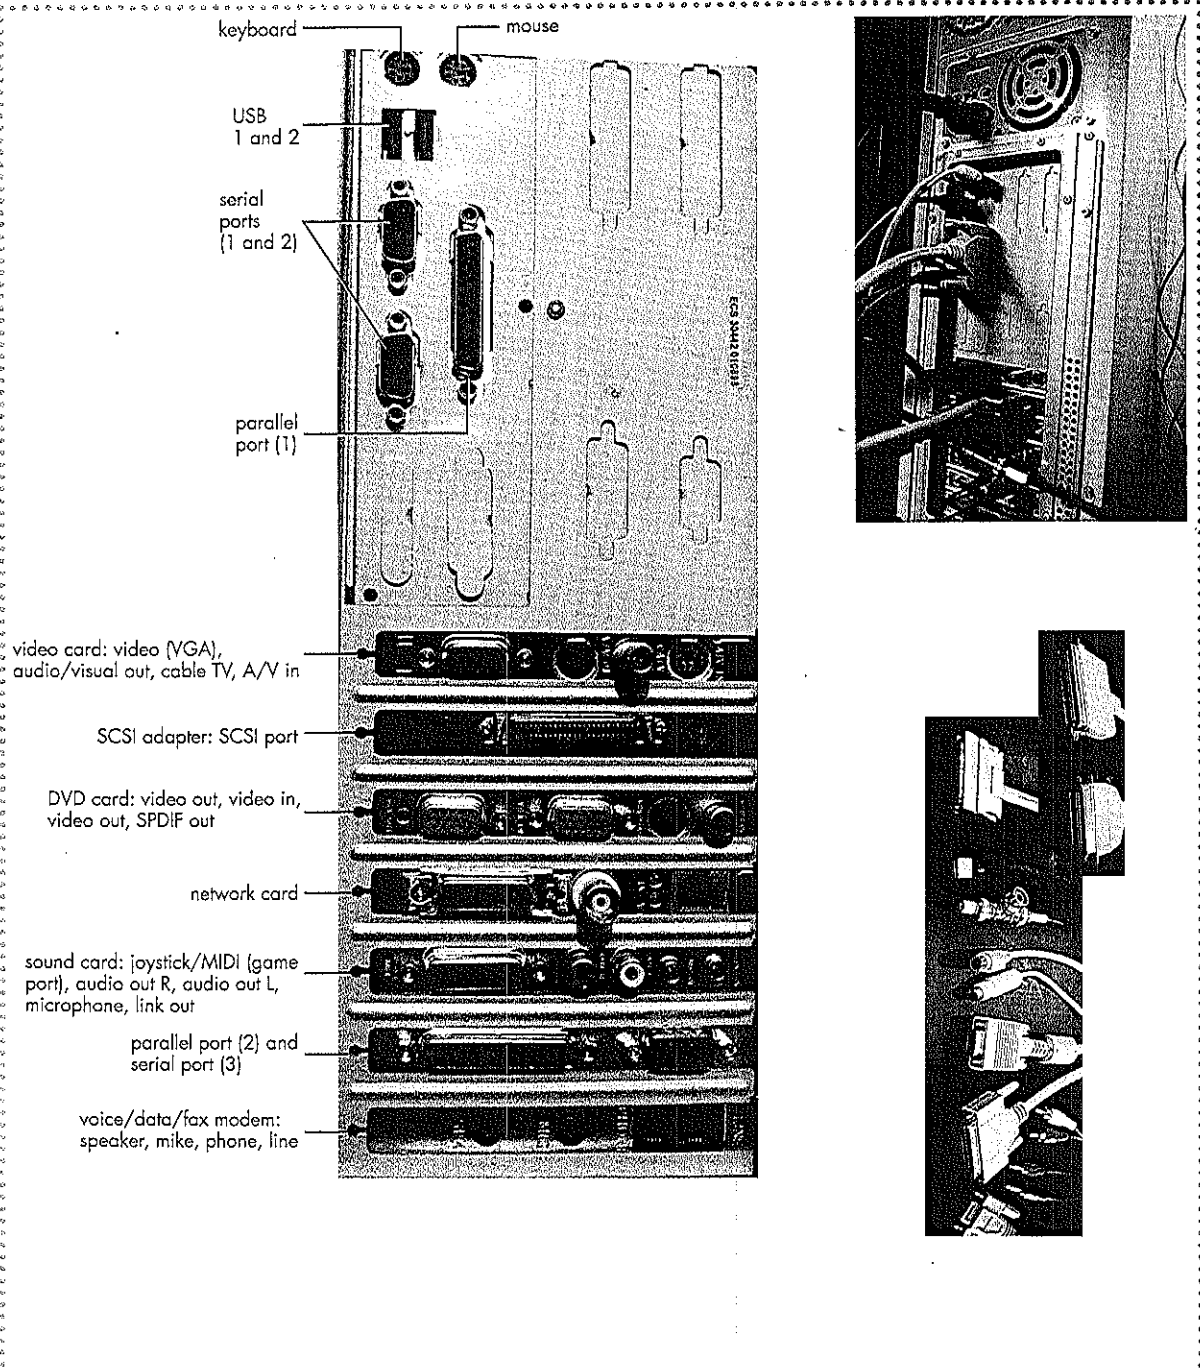 keyboard
mouse
USB
1 and 2
serial
ports
(1 and 2)
parallel
port (1)
video card: video (VGA),
audio/visual out, cable TV, A/V in
SCSI adapter: SCSI port
DVD card: video out, video in,
video out, SPDIF out
network card
sound card: joystick/MIDI (game
port), audio out R, audio out L,
microphone, link out
parallel port (2) and
serial port (3)
voice/data/fax modem:
speaker, mike, phone, line